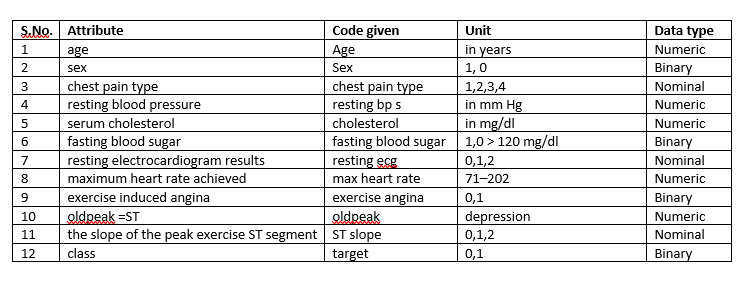 S.No. Attribute Code given Unit Data type
1 age Age in years Numeric
2 sex Sex 1, 0 Binary
3 chest pain type chest pain type 1,2,3,4 Nominal
4 resting blood pressure resting bp s in mm Hg Numeric
5 serum cholesterol cholesterol in mg/dl Numeric
6 fasting blood sugar fasting blood sugar 1,0 > 120 mg/dl Binary
7 resting electrocardiogram results resting ecg 0,1,2 Nominal
8 maximum heart rate achieved max heart rate 71–202 Numeric
9 exercise induced angina exercise angina 0,1 Binary
10 oldpeak =ST oldpeak depression Numeric
11 the slope of the peak exercise ST segment ST slope 0,1,2 Nominal
12 class target 0,1 Binary